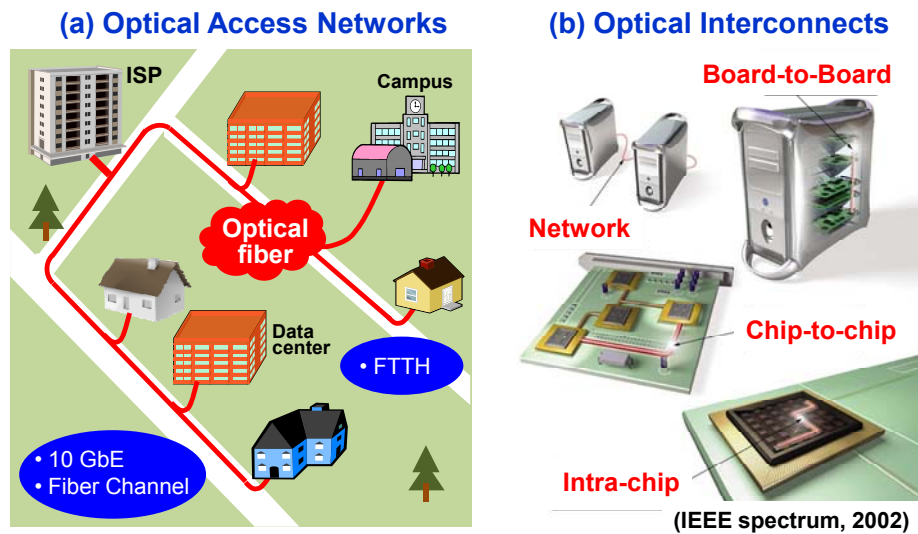 (a) Optical Access Networks
ISP
Campus
Optical
fiber
Data
center
• FTTH
• 10 GbE
• Fiber Channel
(b) Optical Interconnects
Board-to-Board
Network
Chip-to-chip
Intra-chip
(IEEE spectrum, 2002)